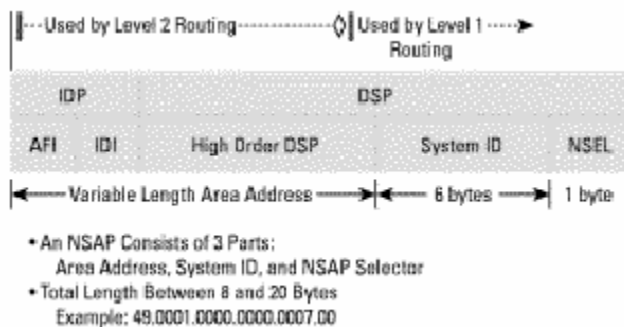 Used by Level 2 Routing Used by Level 1
Routing
IDP DSP
AFI IDI High Order DSP System ID NSEL
Variable Length Area Address 6 bytes 1 byte
• An NSAP Consists of 3 Parts:
Area Address, System ID, and NSAP Selector
• Total Length Between 8 and 20 Bytes
Example: 49.0001.0000.0000.0007.00